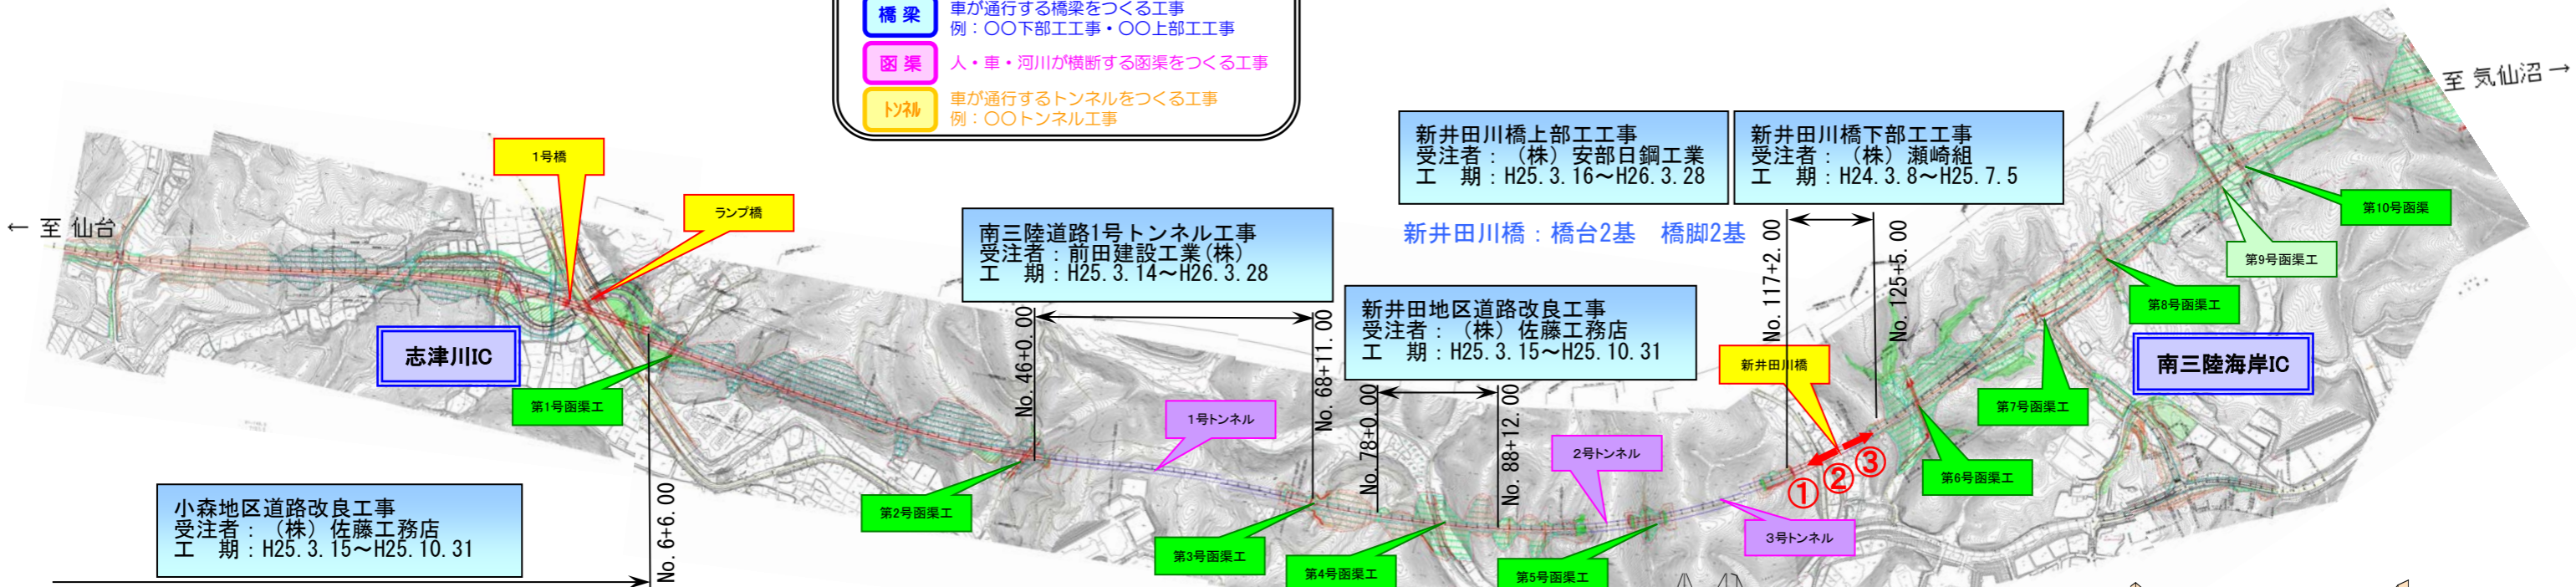 橋梁
車が通行する橋梁をつくる工事
例：〇〇下部工工事・〇〇上部工工事
函渠
人・車・河川が横断する函渠をつくる工事
トンネル
車が通行するトンネルをつくる工事
例：〇〇トンネル工事
至 気仙沼→
新井田川橋上部工工事
受注者：（株）安部日鋼工業
工　期：H25.3.16～H26.3.28
新井田川橋下部工工事
受注者：（株）瀬崎組
工　期：H24.3.8～H25.7.5
新井田川橋：橋台2基　橋脚2基
1号橋
ランプ橋
←至 仙台
南三陸道路1号トンネル工事
受注者：前田建設工業(株)
工　期：H25.3.14～H26.3.28
新井田地区道路改良工事
受注者：（株）佐藤工務店
工　期：H25.3.15～H25.10.31
No.117+2.00
No.125+5.00
第10号函渠
第9号函渠工
第8号函渠工
志津川IC
第1号函渠工
No.46+0.00
No.68+11.00
No.78+0.00
No.88+12.00
新井田川橋
南三陸海岸IC
第7号函渠工
1号トンネル
2号トンネル
①
②
③
第6号函渠工
第2号函渠工
3号トンネル
小森地区道路改良工事
受注者：（株）佐藤工務店
工　期：H25.3.15～H25.10.31
No.6+6.00
第3号函渠工
第4号函渠工
第5号函渠工